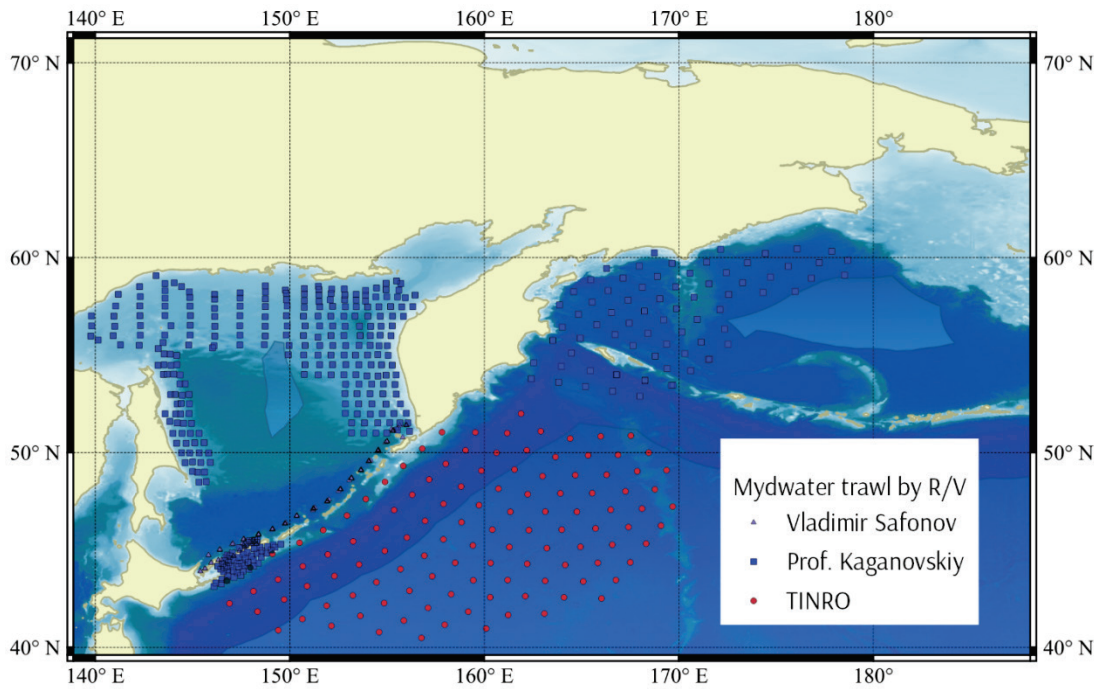 140° E 150° E 160° E 170° E 180°
70° N 70° N
60° N 60° N
50° N 50° N
Mydwater trawl by R/V
Vladimir Safonov
Prof. Kaganovskiy
TINRO
40° N 40° N
140° E 150° E 160° E 170° E 180°